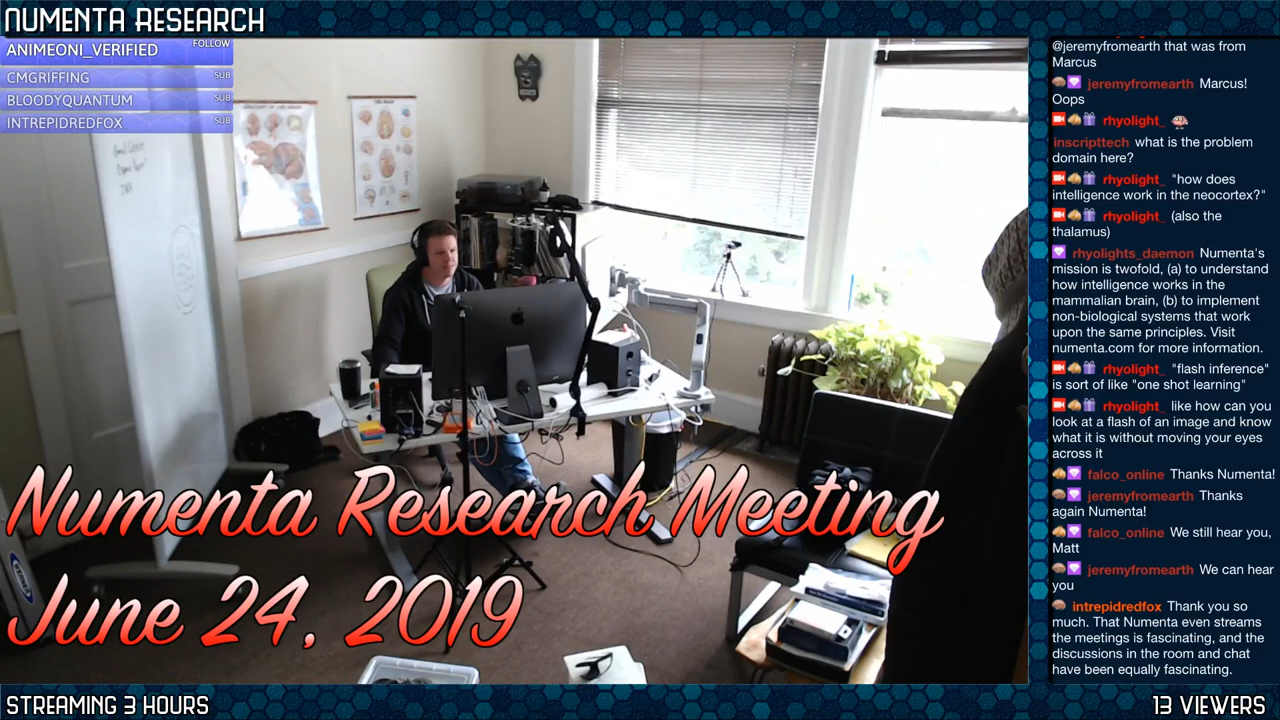 NUMENTA RESEARCH
ANIMEONI_VERIFIED FOLLOW
CMGRIFFING SUB
BLOODYQUANTUM SUB
INTREPIDREDFOX SUB
Numenta Research Meeting
June 24, 2019
@jeremyfromearth that was from
Marcus
jeremyfromearth Marcus!
Oops
rhyolight_
inscripttech what is the problem
domain here?
rhyolight_ "how does
intelligence work in the neocortex?"
rhyolight_ (also the
thalamus)
rhyolights_daemon Numenta's
mission is twofold, (a) to understand
how intelligence works in the
mammalian brain, (b) to implement
non-biological systems that work
upon the same principles. Visit
numenta.com for more information.
rhyolight_ "flash inference"
is sort of like "one shot learning"
rhyolight_ like how can you
look at a flash of an image and know
what it is without moving your eyes
across it
falco_online Thanks Numenta!
jeremyfromearth Thanks
again Numenta!
falco_online We still hear you,
Matt
jeremyfromearth We can hear
you
intrepidredfox Thank you so
much. That Numenta even streams
the meetings is fascinating, and the
discussions in the room and chat
have been equally fascinating.
STREAMING 3 HOURS
13 VIEWERS